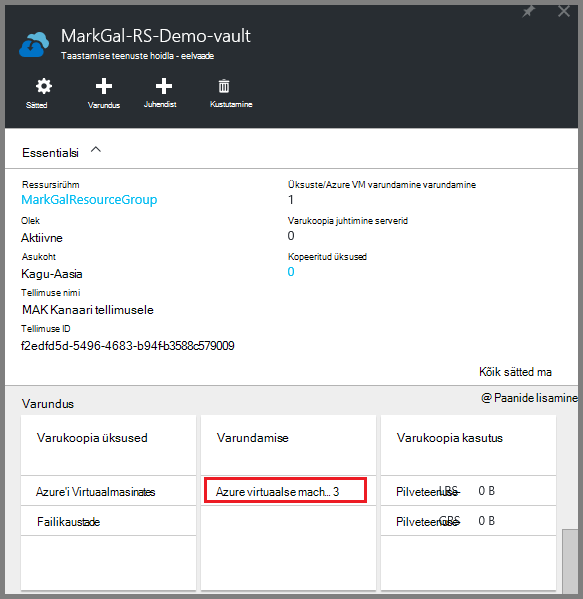 MarkGal-RS-Demo-vault
Taastamise teenuste hoidla - eelvaade
Sätted Varundus Juhendist Kustutamine
Essentialsi
Ressursirühm
MarkGalResourceGroup
Olek
Aktiivne
Asukoht
Kagu-Aasia
Tellimuse nimi
MAK Kanaari tellimusele
Tellimuse ID
f2edfd5d-5496-4683-b94f-b3588c579009
Üksuste/Azure VM varundamine varundamine
1
Varukoopia juhtimine serverid
0
Kopeeritud üksused
0
Kõik sätted ma
Varundus
@ Paanide lisamine
Varukoopia üksused
Azure'i Virtuaalmasinates
Failikaustade
Varundamise
Azure virtuaalse mach... 3
Varukoopia kasutus
Pilveteenuse LRS- 0 B
Pilveteenuse GRS- 0 B